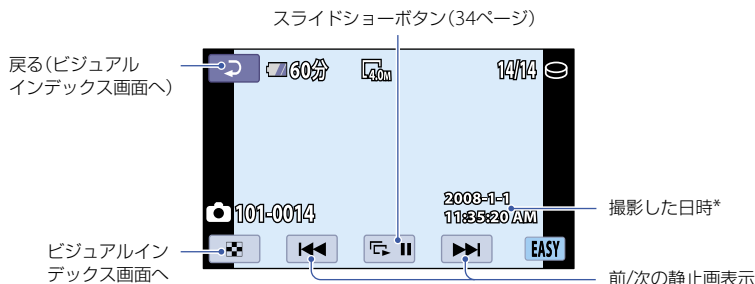 スライドショーボタン(34ページ)
戻る(ビジュアル
インデックス画面へ)
60分
4.0M
14/14
101-0014
2008-1-1
11:35:20 AM
撮影した日時*
ビジュアルイン
デックス画面へ
EASY
前/次の静止画表示